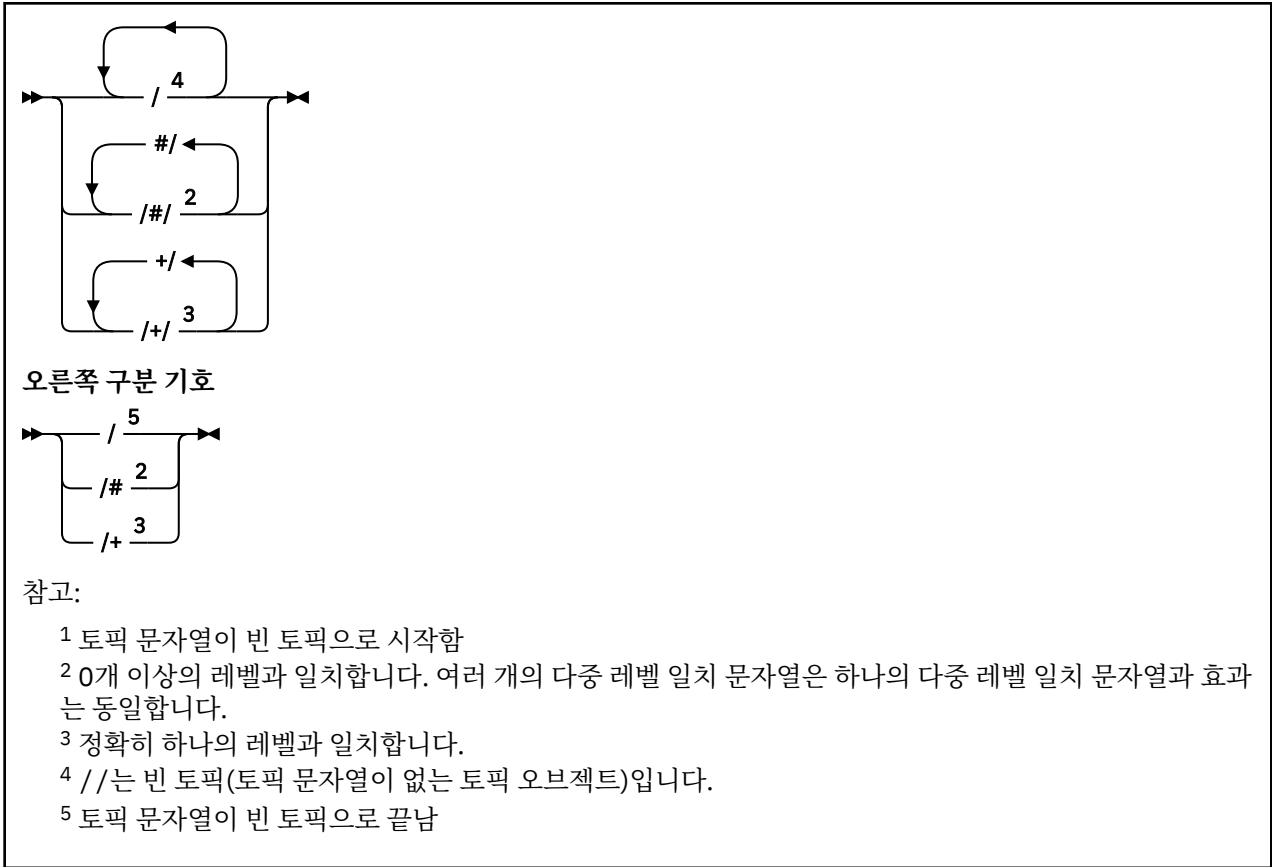 / 4
#/
/#/ 2
+/
/+/ 3
오른쪽 구분 기호
/ 5
/# 2
/+ 3
참고:
1 토픽 문자열이 빈 토픽으로 시작함
2 0개 이상의 레벨과 일치합니다. 여러 개의 다중 레벨 일치 문자열은 하나의 다중 레벨 일치 문자열과 효과
는 동일합니다.
3 정확히 하나의 레벨과 일치합니다.
4 //는 빈 토픽(토픽 문자열이 없는 토픽 오브젝트)입니다.
5 토픽 문자열이 빈 토픽으로 끝남